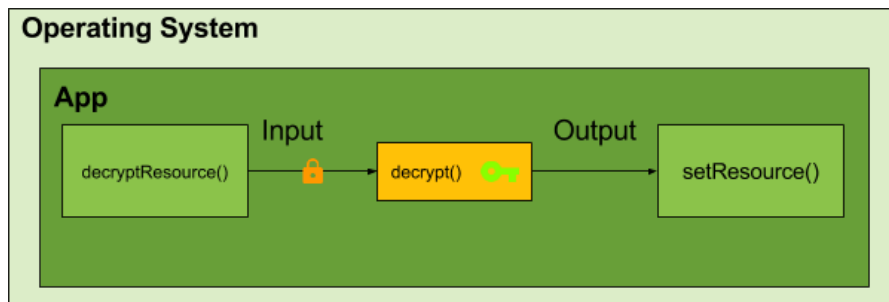 Operating System
App
Input
Output
decryptResource()
decrypt()
setResource()